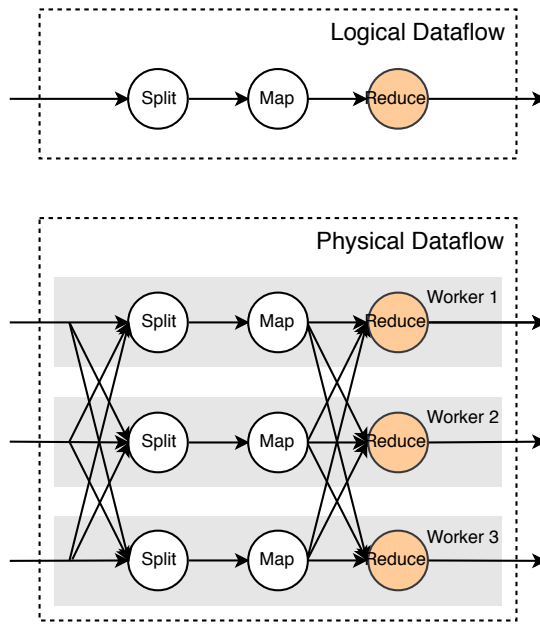 Logical Dataflow
Split Map Reduce
Physical Dataflow
Worker 1
Split Map Reduce
Worker 2
Split Map Reduce
Worker 3
Split Map Reduce